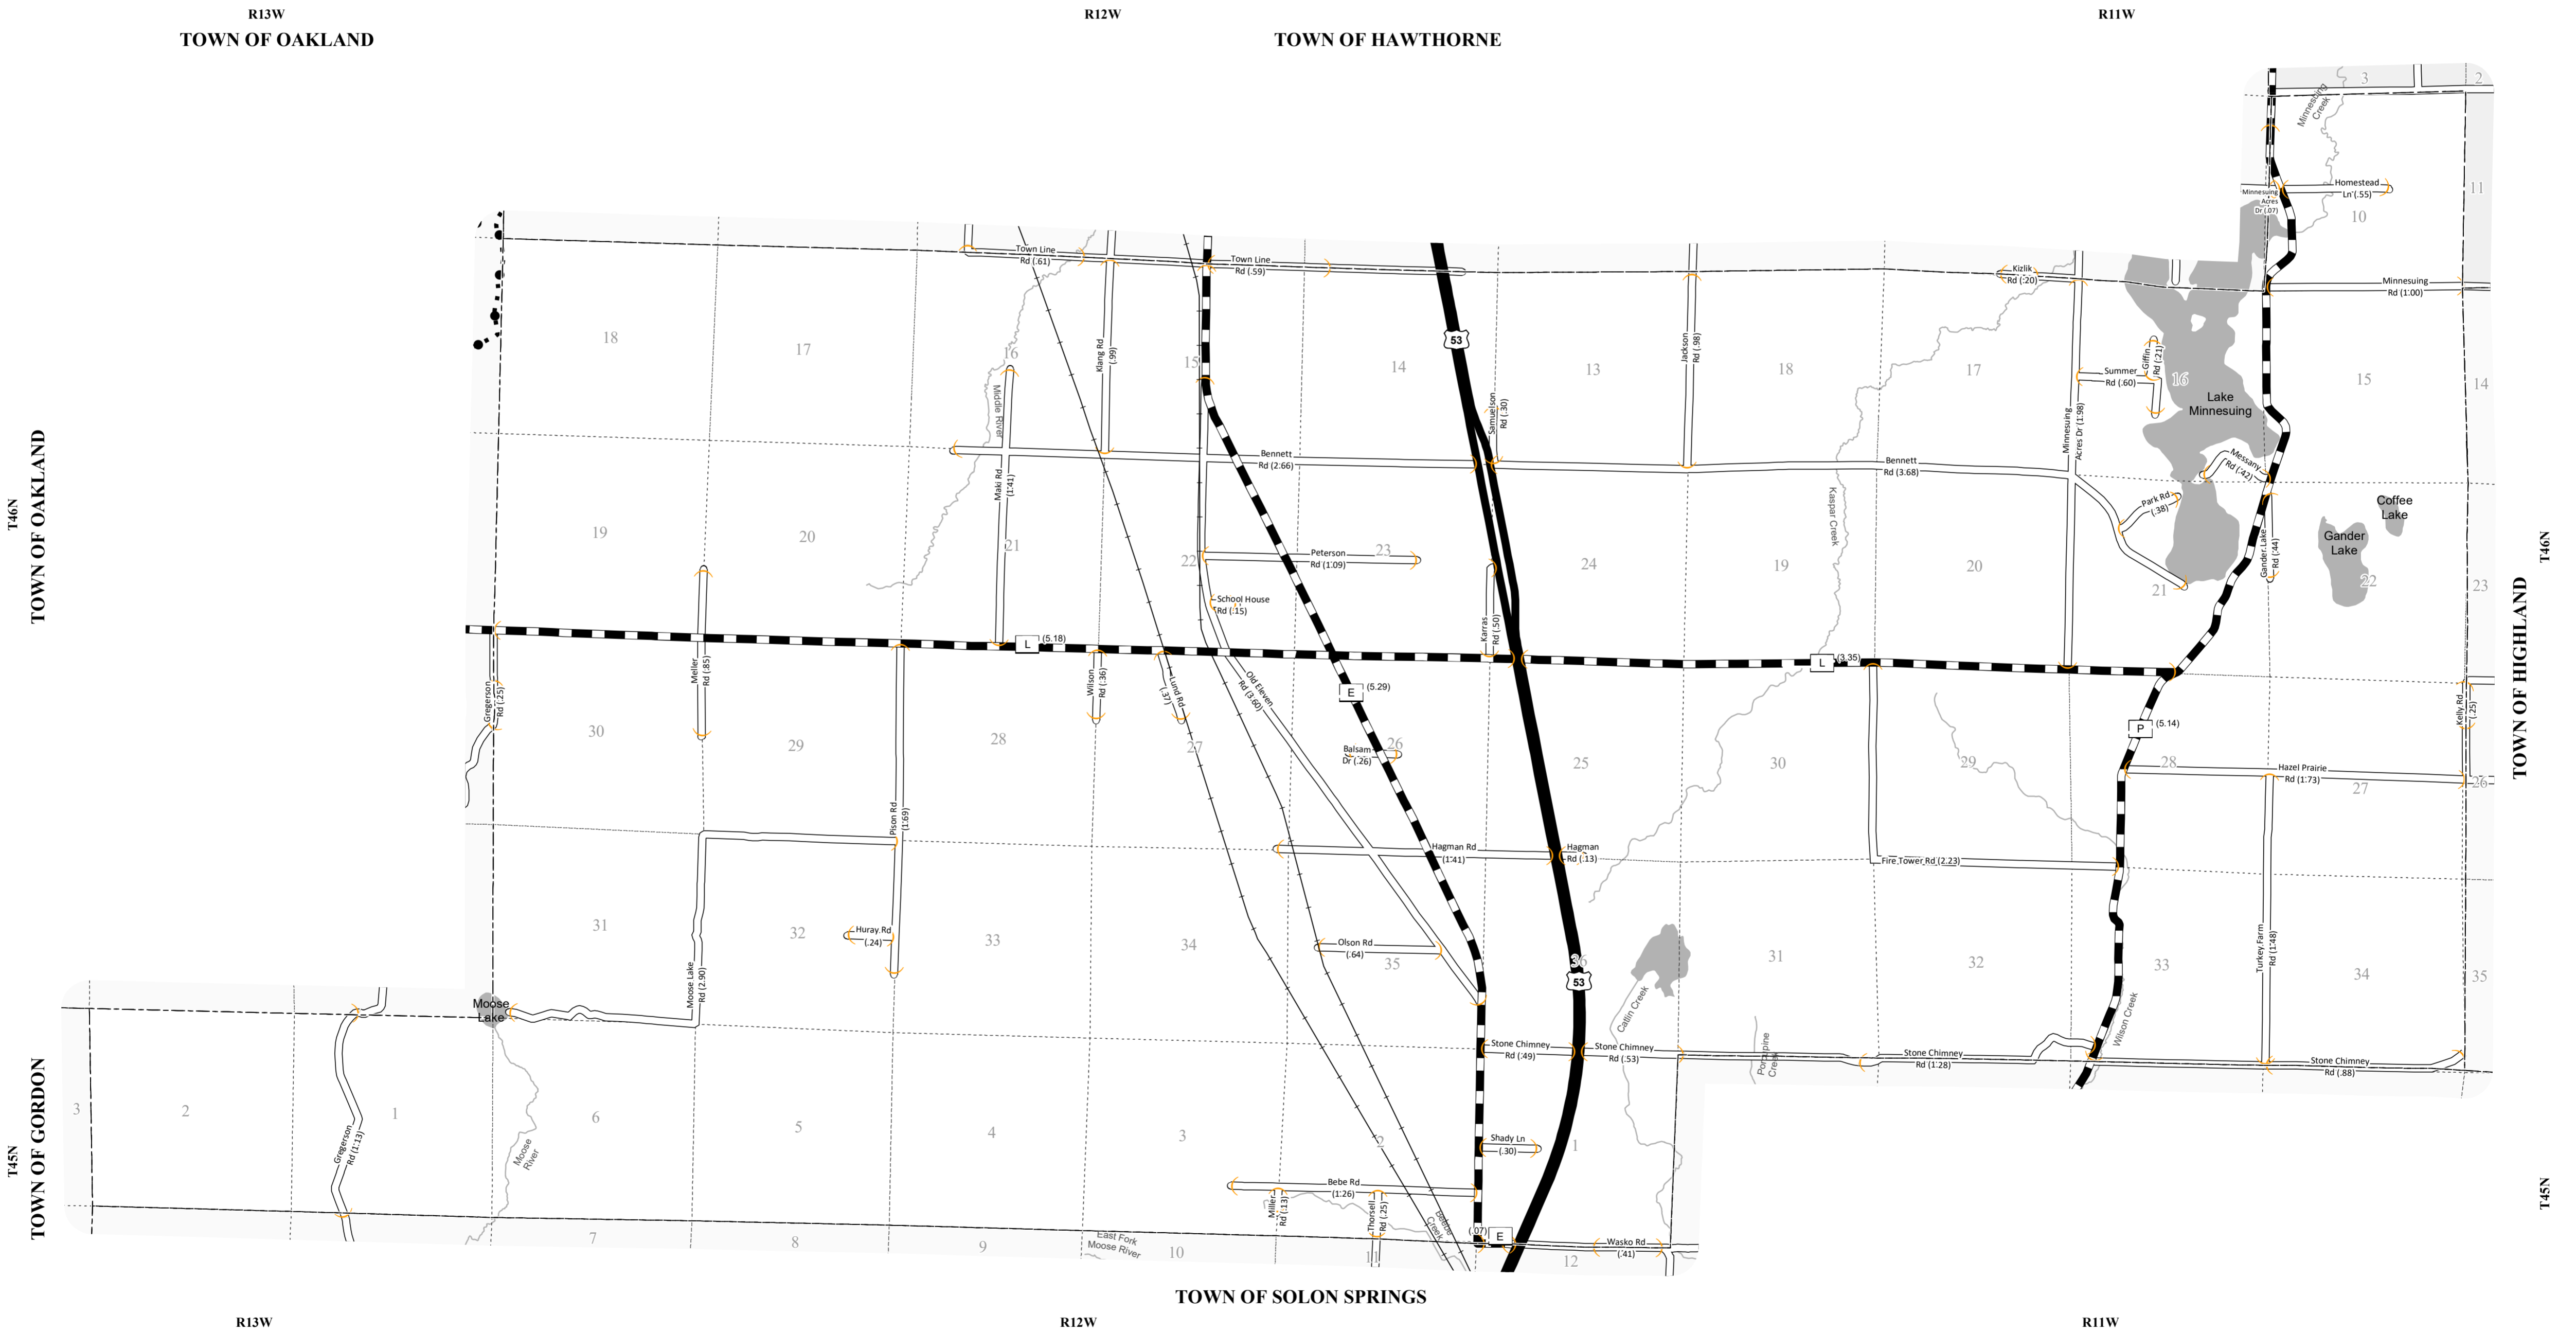 R13W
R12W
R11W
TOWN OF OAKLAND
TOWN OF HAWTHORNE
3
2
Minnesuing
Creek
Homestead
Ln (.55)
11
Minnesuing
Acres
Dr (.07)
10
Town Line
Rd (.61)
Town Line
Rd (.59)
Kizlik
Rd (.20)
Minnesuing
Rd (1.00)
18
17
16
Klang Rd
(.99)
15
14
53
13
Jackson
Rd (.98)
18
17
Summer
Rd (.60)
Griffin
Rd (.21)
16
15
14
Lake
Minnesuing
Middle River
Samuelson
Rd (.30)
Minnesuing
Acres Dr (1.98)
Bennett
Rd (2.66)
Bennett
Rd (3.68)
Messany
Rd (.42)
Maki Rd
(1.41)
Kaspar Creek
Park Rd
(.38)
Coffee
Lake
Gander
Lake
Gander Lake
Rd (.44)
T46N
TOWN OF OAKLAND
19
20
21
22
Peterson
Rd (1.09)
23
24
19
20
21
22
23
T46N
TOWN OF HIGHLAND
School House
Rd (.15)
Karras
Rd (.50)
L
(5.18)
L
(3.35)
Gregerson
Rd (.25)
Meller
Rd (.85)
Wilson
Rd (.36)
Lund Rd
(.37)
Old Eleven
Rd (3.60)
E
(5.29)
P
(5.14)
Kelly Rd
(.25)
30
29
28
27
Balsam
Dr (.26)
26
25
30
29
28
Hazel Prairie
Rd (1.73)
27
26
Pison Rd
(1.69)
Hagman Rd
(1.41)
Hagman
Rd (.13)
Fire Tower Rd (2.23)
31
32
Huray Rd
(.24)
33
34
Olson Rd
(.64)
35
36
53
31
32
33
34
35
Turkey Farm
Rd (1.48)
Moose Lake
Rd (2.90)
Moose
Lake
Catlin Creek
Porcupine
Creek
Wilson Creek
Stone Chimney
Rd (.49)
Stone Chimney
Rd (.53)
Stone Chimney
Rd (1.28)
Stone Chimney
Rd (.88)
T45N
TOWN OF GORDON
3
2
1
Gregerson
Rd (1.13)
6
5
4
3
2
1
Moose
River
Shady Ln
(.30)
Bebe Rd
(1.26)
Miller
Rd (.13)
Thorsell
Rd (.25)
Beebe
Creek
(.07)
E
Wasko Rd
(.41)
T45N
7
8
9
East Fork
Moose River
10
11
12
TOWN OF SOLON SPRINGS
R13W
R12W
R11W